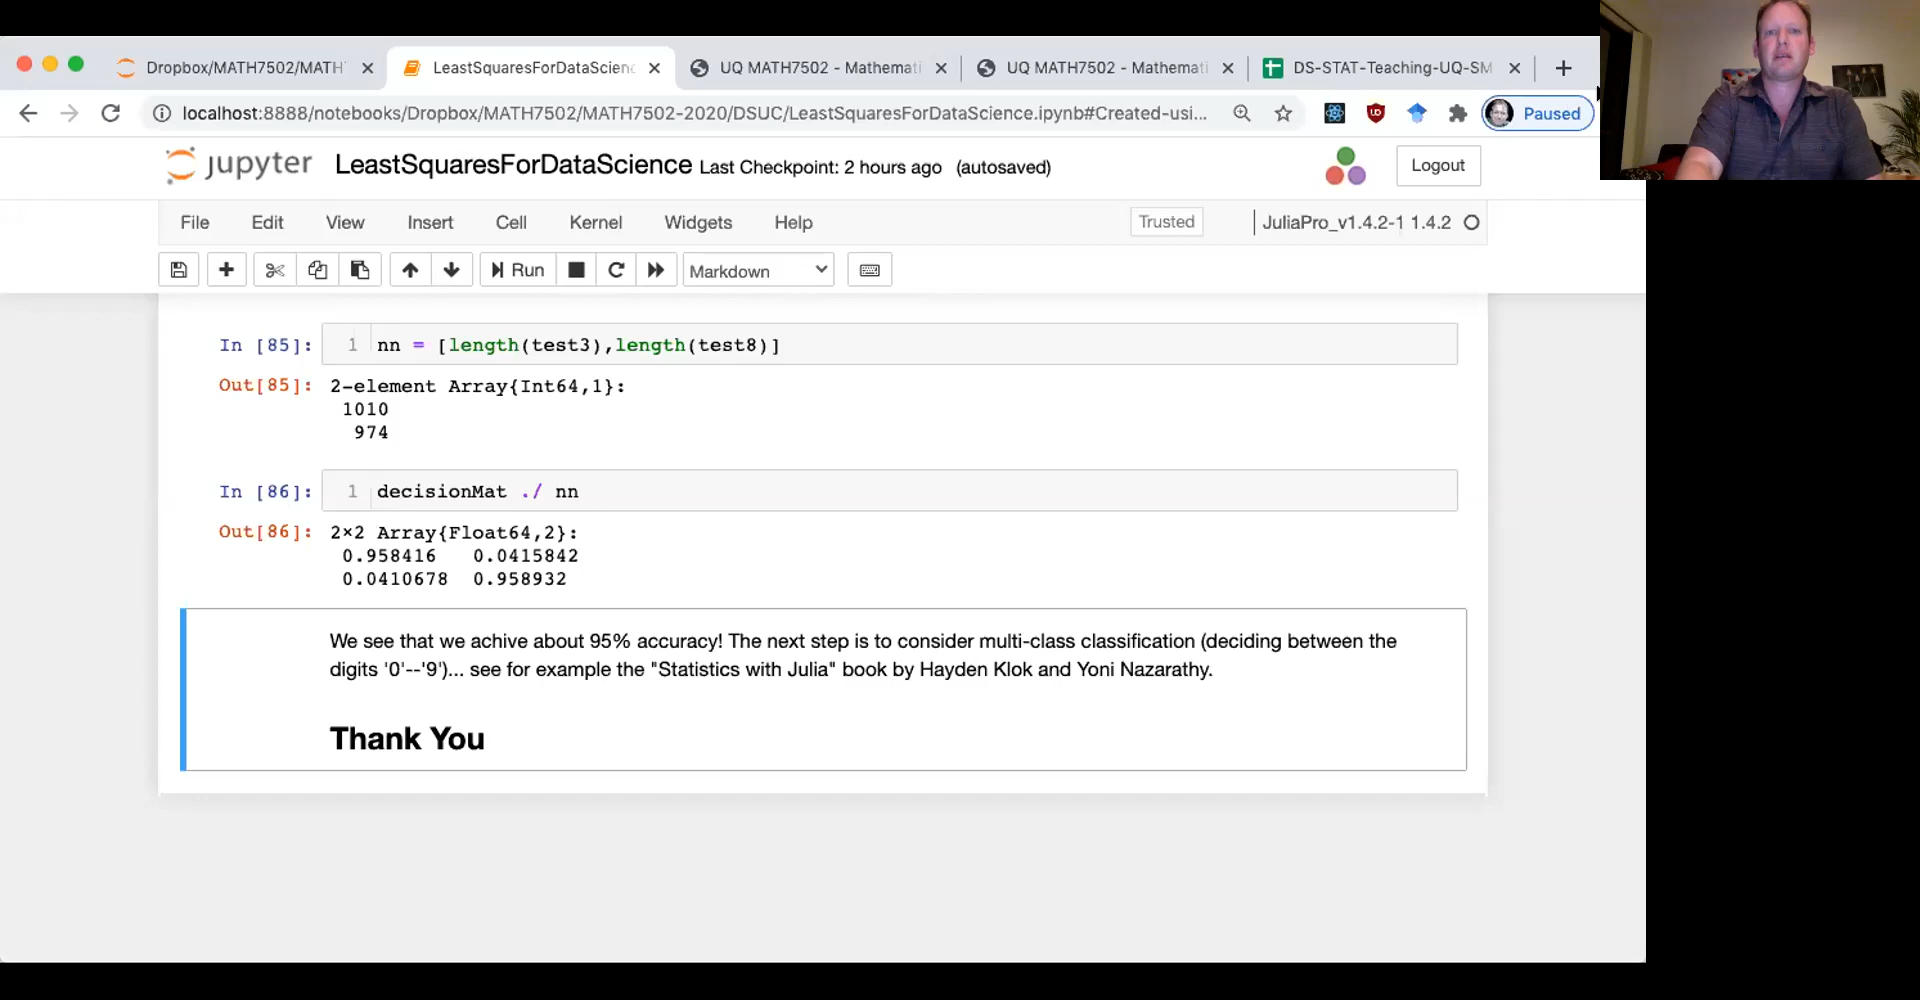 Dropbox/MATH7502/MATH
LeastSquaresForDataScien
UQ MATH7502 - Mathemati
UQ MATH7502 - Mathemati
DS-STAT-Teaching-UQ-SM
localhost:8888/notebooks/Dropbox/MATH7502/MATH7502-2020/DSUC/LeastSquaresForDataScience.ipynb#Created-usi...
Paused
jupyter LeastSquaresForDataScience Last Checkpoint: 2 hours ago (autosaved)
Logout
File Edit View Insert Cell Kernel Widgets Help
Trusted
JuliaPro_v1.4.2-1 1.4.2
Run
Markdown
In [85]: 1 nn = [length(test3),length(test8)]
Out[85]: 2-element Array{Int64,1}:
1010
974
In [86]: 1 decisionMat ./ nn
Out[86]: 2×2 Array{Float64,2}:
0.958416 0.0415842
0.0410678 0.958932
We see that we achive about 95% accuracy! The next step is to consider multi-class classification (deciding between the
digits '0'--'9')... see for example the "Statistics with Julia" book by Hayden Klok and Yoni Nazarathy.
Thank You